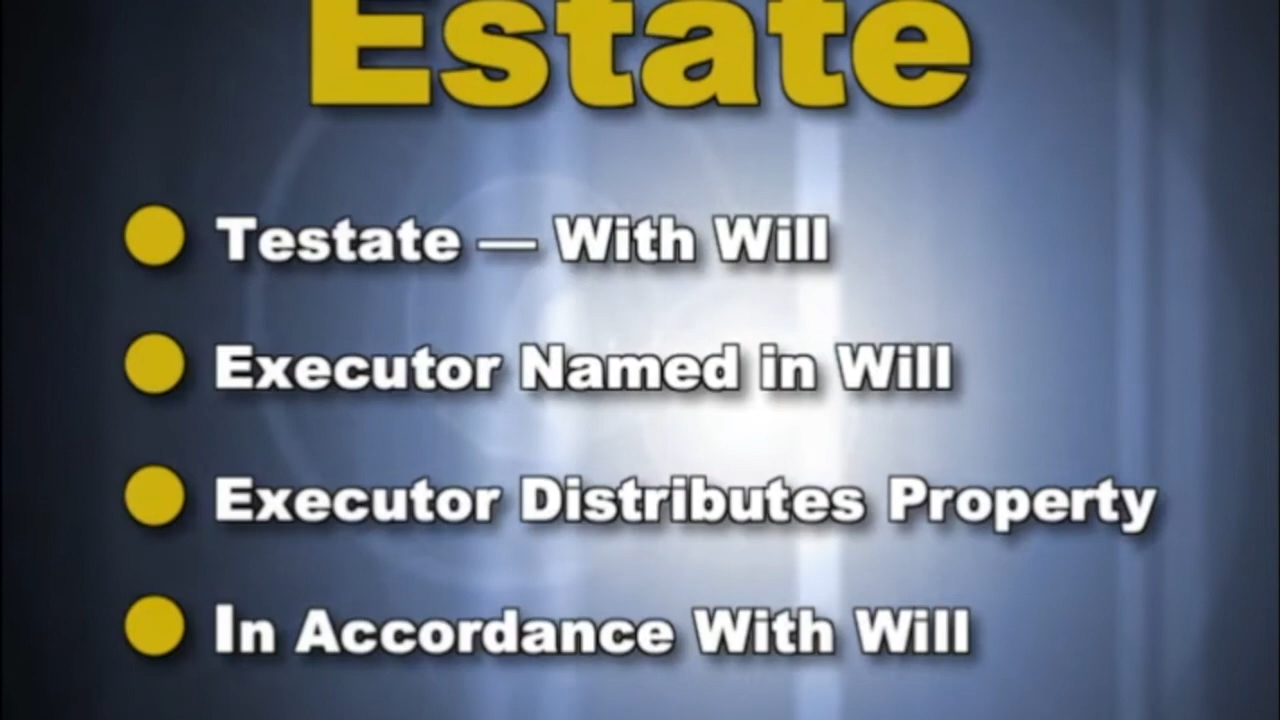 Estate
Testate — With Will
Executor Named in Will
Executor Distributes Property
In Accordance With Will